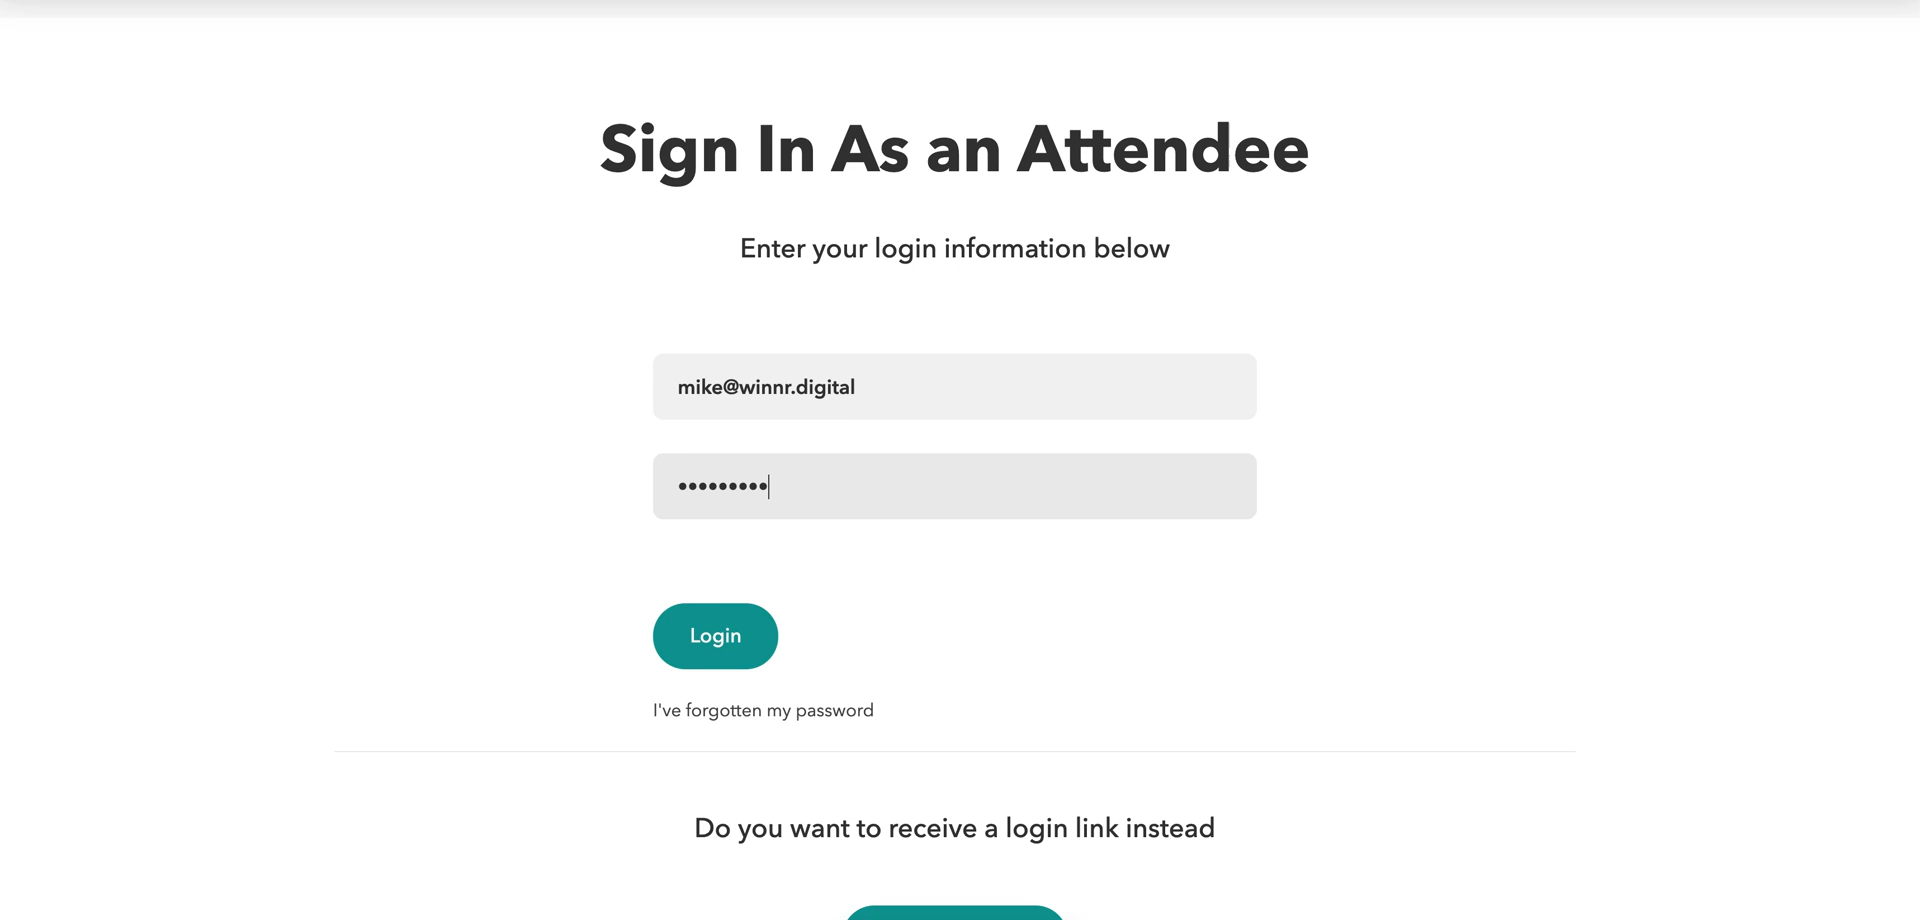 Sign In As an Attendee
Enter your login information below
mike@winnr.digital
•••••••••
Login
I've forgotten my password
Do you want to receive a login link instead